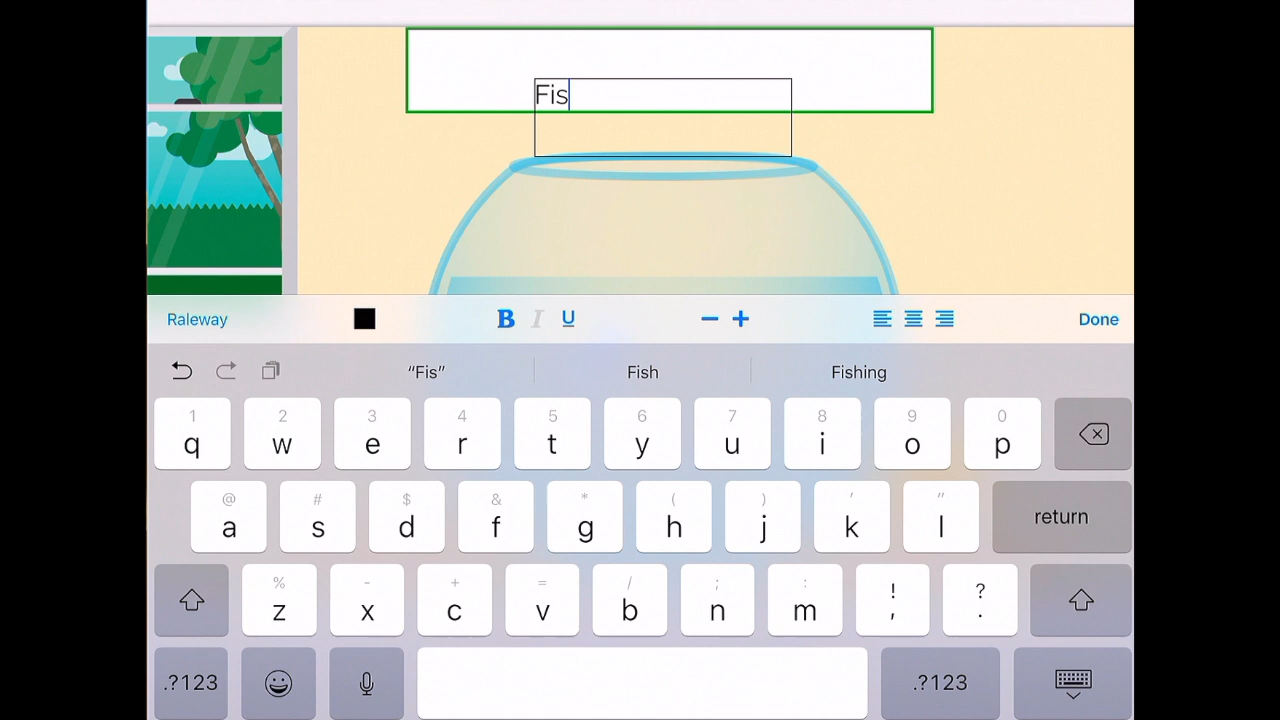 Fis
Raleway B I U − + Done
“Fis” Fish Fishing
1 2 3 4 5 6 7 8 9 0
q w e r t y u i o p
@ # $ & * ( ) ' "
a s d f g h j k l return
% - + = / ; : ! ?
z x c v b n m , .
.?123 .?123